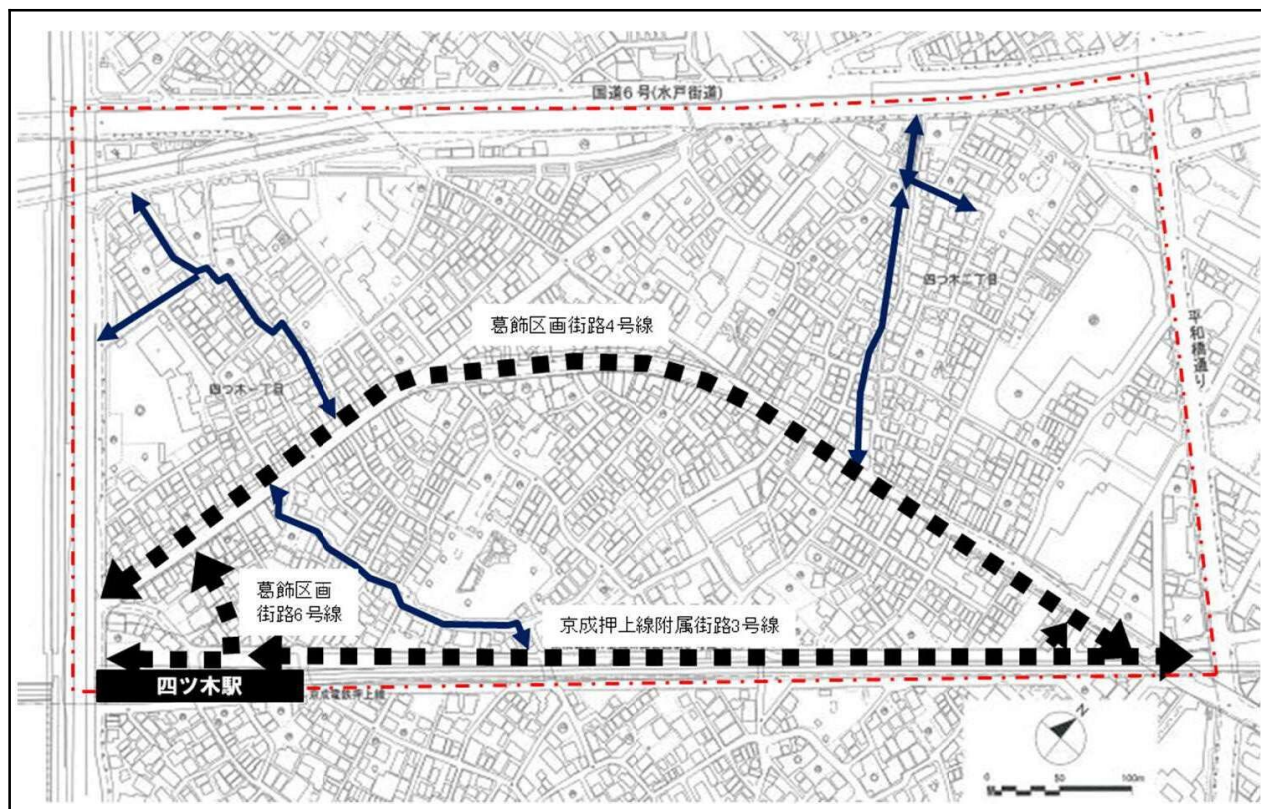 国道6号(水戸街道)
四つ木二丁目
平和橋通り
葛飾区画街路4号線
四つ木一丁目
葛飾区画
街路6号線
京成押上線附属街路3号線
四ツ木駅
京成電鉄押上線
N
0 50 100m